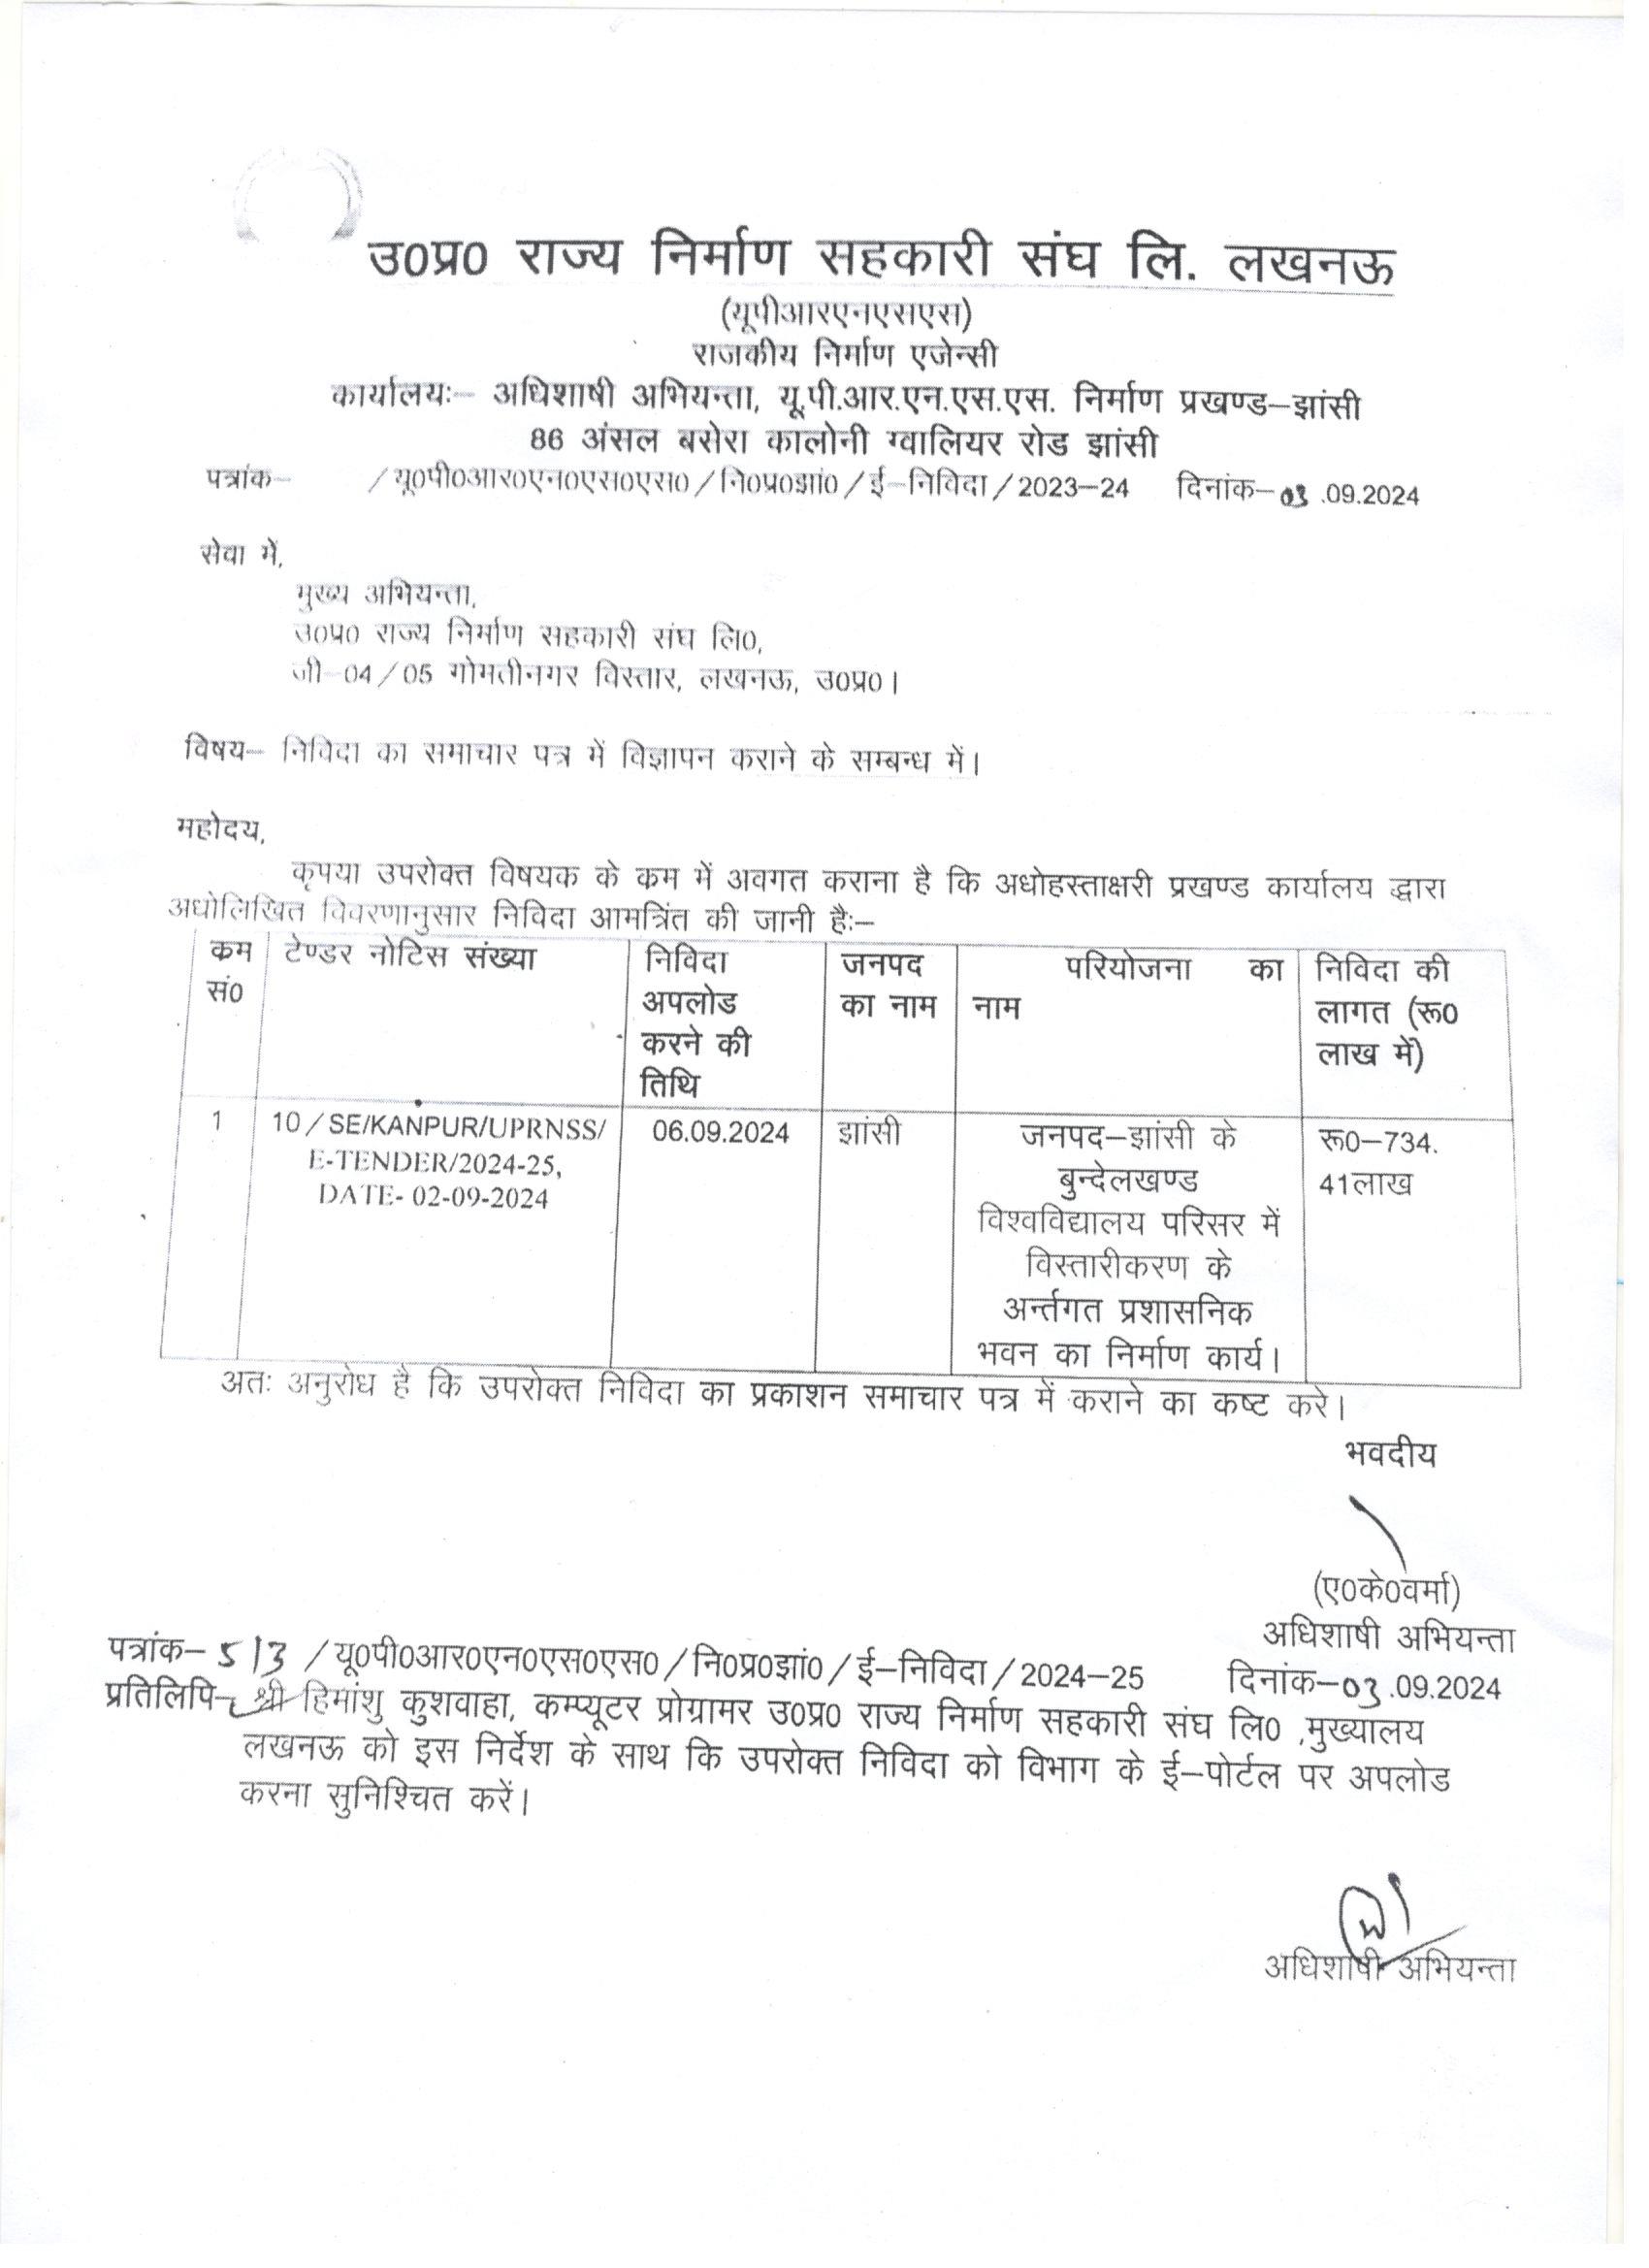 उ0प्र0 राज्य निर्माण सहकारी संघ लि. लखनऊ
(यूपीआरएनएसएस)
राजकीय निर्माण एजेन्सी
कार्यालयः– अधिशाषी अभियन्ता, यू.पी.आर.एन.एस.एस. निर्माण प्रखण्ड–झांसी
86 अंसल बसेरा कालोनी ग्वालियर रोड झांसी
पत्रांक– /यू0पी0आर0एन0एस0एस0/नि0प्र0झां0/ई–निविदा/2023–24 दिनांक–03.09.2024
सेवा में,
मुख्य अभियन्ता,
उ0प्र0 राज्य निर्माण सहकारी संघ लि0,
जी–04/05 गोमतीनगर विस्तार, लखनऊ, उ0प्र0।
विषय– निविदा का समाचार पत्र में विज्ञापन कराने के सम्बन्ध में।
महोदय,
कृपया उपरोक्त विषयक के कम में अवगत कराना है कि अधोहस्ताक्षरी प्रखण्ड कार्यालय द्वारा
अधोलिखित विवरणानुसार निविदा आमत्रिंत की जानी हैः–
कम सं0 | टेण्डर नोटिस संख्या | निविदा अपलोड करने की तिथि | जनपद का नाम | परियोजना का नाम | निविदा की लागत (रू0 लाख में)
1 | 10/SE/KANPUR/UPRNSS/E-TENDER/2024-25, DATE- 02-09-2024 | 06.09.2024 | झांसी | जनपद–झांसी के बुन्देलखण्ड विश्वविद्यालय परिसर में विस्तारीकरण के अर्न्तगत प्रशासनिक भवन का निर्माण कार्य। | रू0–734.41लाख
अतः अनुरोध है कि उपरोक्त निविदा का प्रकाशन समाचार पत्र में कराने का कष्ट करे।
भवदीय
(ए0के0वर्मा)
अधिशाषी अभियन्ता
पत्रांक– 513 /यू0पी0आर0एन0एस0एस0/नि0प्र0झां0/ई–निविदा/2024–25 दिनांक–03.09.2024
प्रतिलिपि– श्री हिमांशु कुशवाहा, कम्प्यूटर प्रोग्रामर उ0प्र0 राज्य निर्माण सहकारी संघ लि0 ,मुख्यालय
लखनऊ को इस निर्देश के साथ कि उपरोक्त निविदा को विभाग के ई–पोर्टल पर अपलोड
करना सुनिश्चित करें।
अधिशाषी अभियन्ता